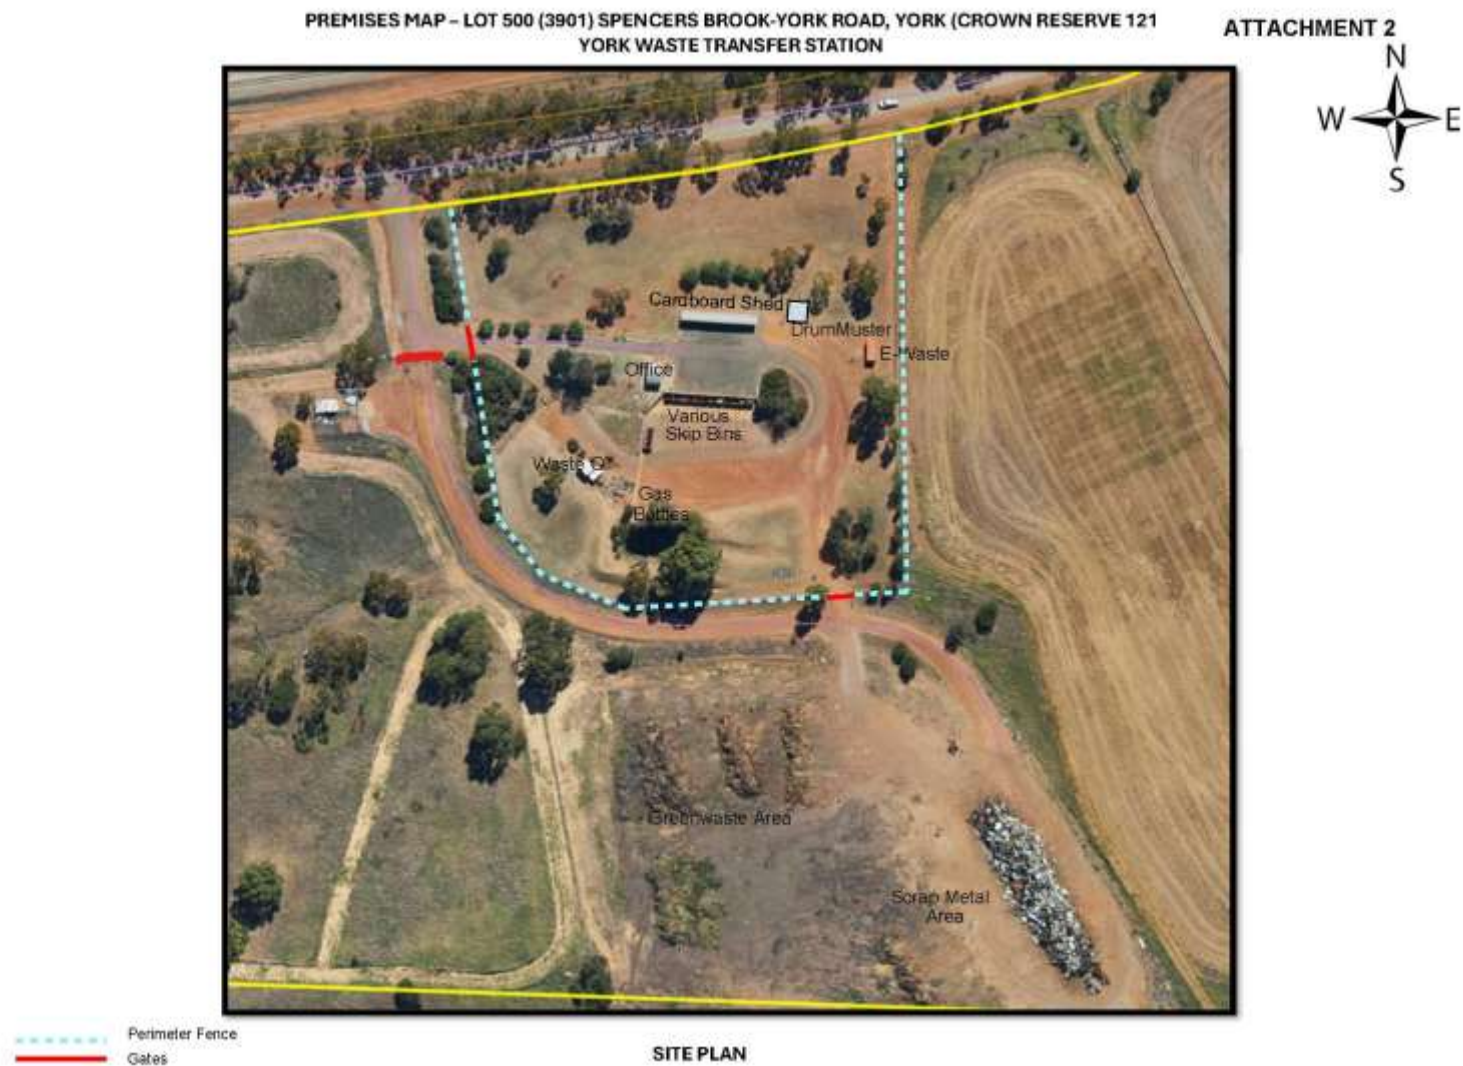 PREMISES MAP – LOT 500 (3901) SPENCERS BROOK-YORK ROAD, YORK (CROWN RESERVE 121
YORK WASTE TRANSFER STATION
ATTACHMENT 2
N
W E
S
Cardboard Shed
DrumMuster
E-Waste
Office
Various
Skip Bins
Waste Oil
Gas
Bottles
Greenwaste Area
Scrap Metal
Area
Perimeter Fence
Gates
SITE PLAN